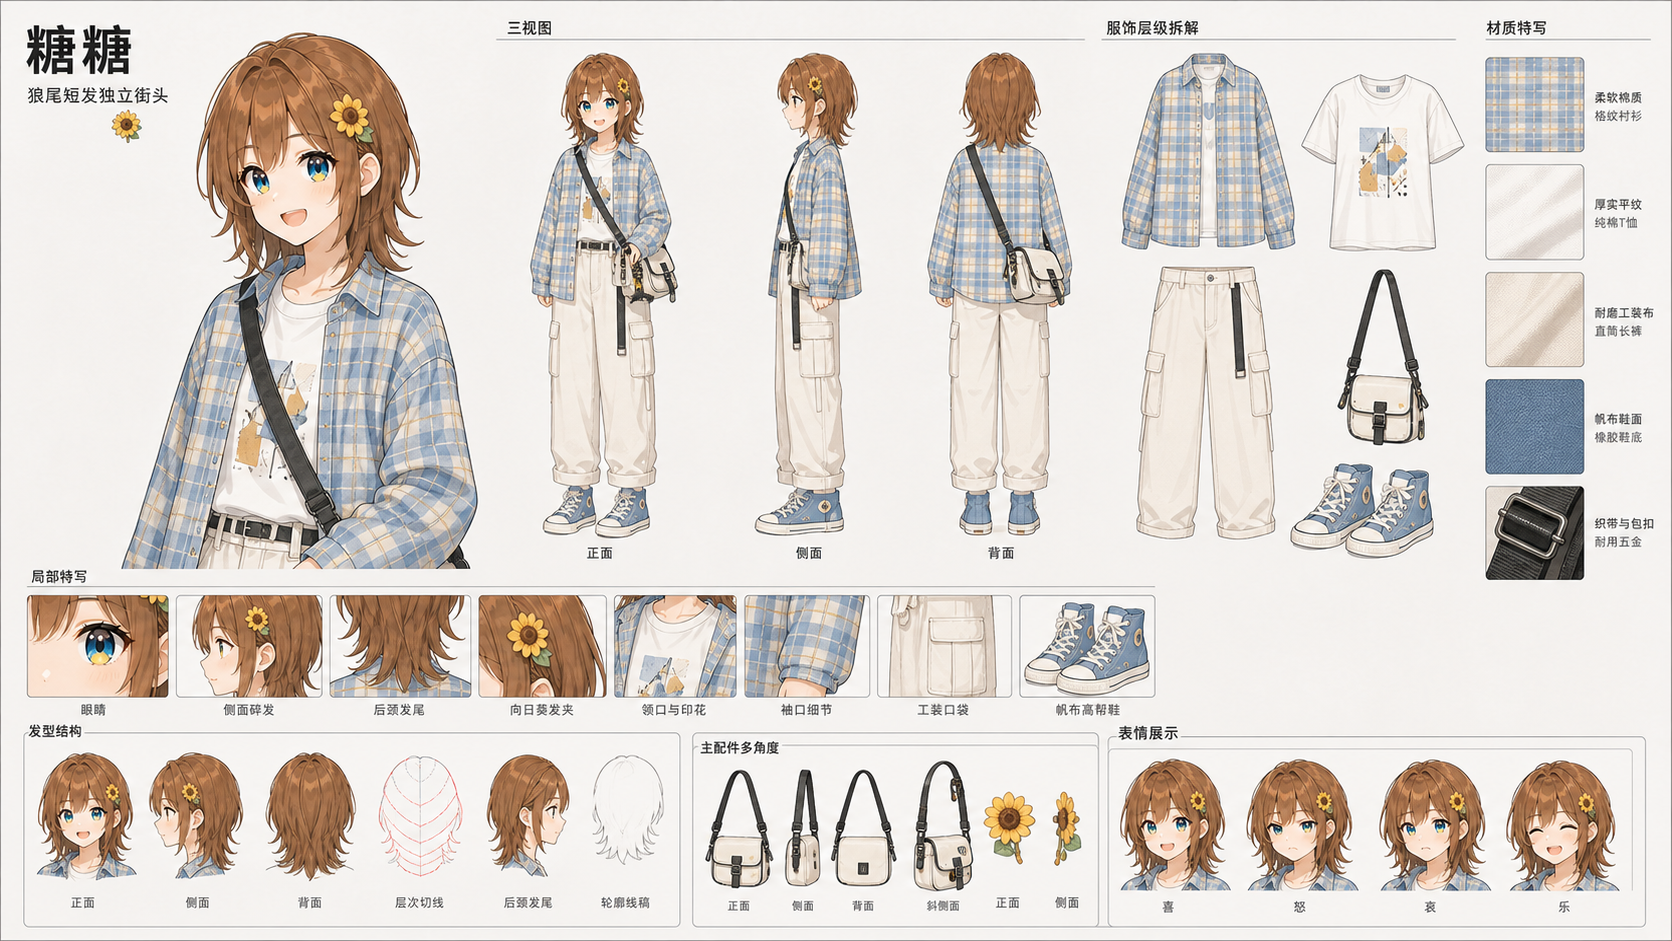 糖糖
狼尾短发独立街头
三视图
正面
侧面
背面
服饰层级拆解
材质特写
柔软棉质
格纹衬衫
厚实平纹
纯棉T恤
耐磨工装布
直筒长裤
帆布鞋面
橡胶鞋底
织带与包扣
耐用五金
局部特写
眼睛
侧面碎发
后颈发尾
向日葵发夹
领口与印花
袖口细节
工装口袋
帆布高帮鞋
发型结构
正面
侧面
背面
层次切线
后颈发尾
轮廓线稿
主配件多角度
正面
侧面
背面
斜侧面
正面
侧面
表情展示
喜
怒
哀
乐